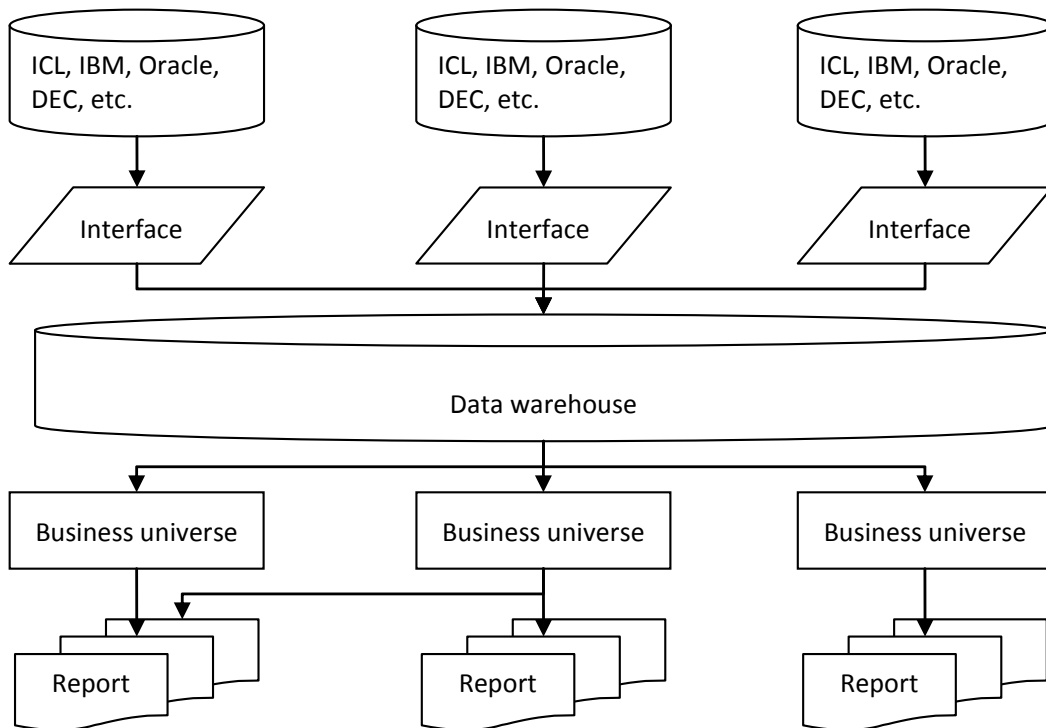 ICL, IBM, Oracle,
DEC, etc.
ICL, IBM, Oracle,
DEC, etc.
ICL, IBM, Oracle,
DEC, etc.
Interface
Interface
Interface
Data warehouse
Business universe
Business universe
Business universe
Report
Report
Report